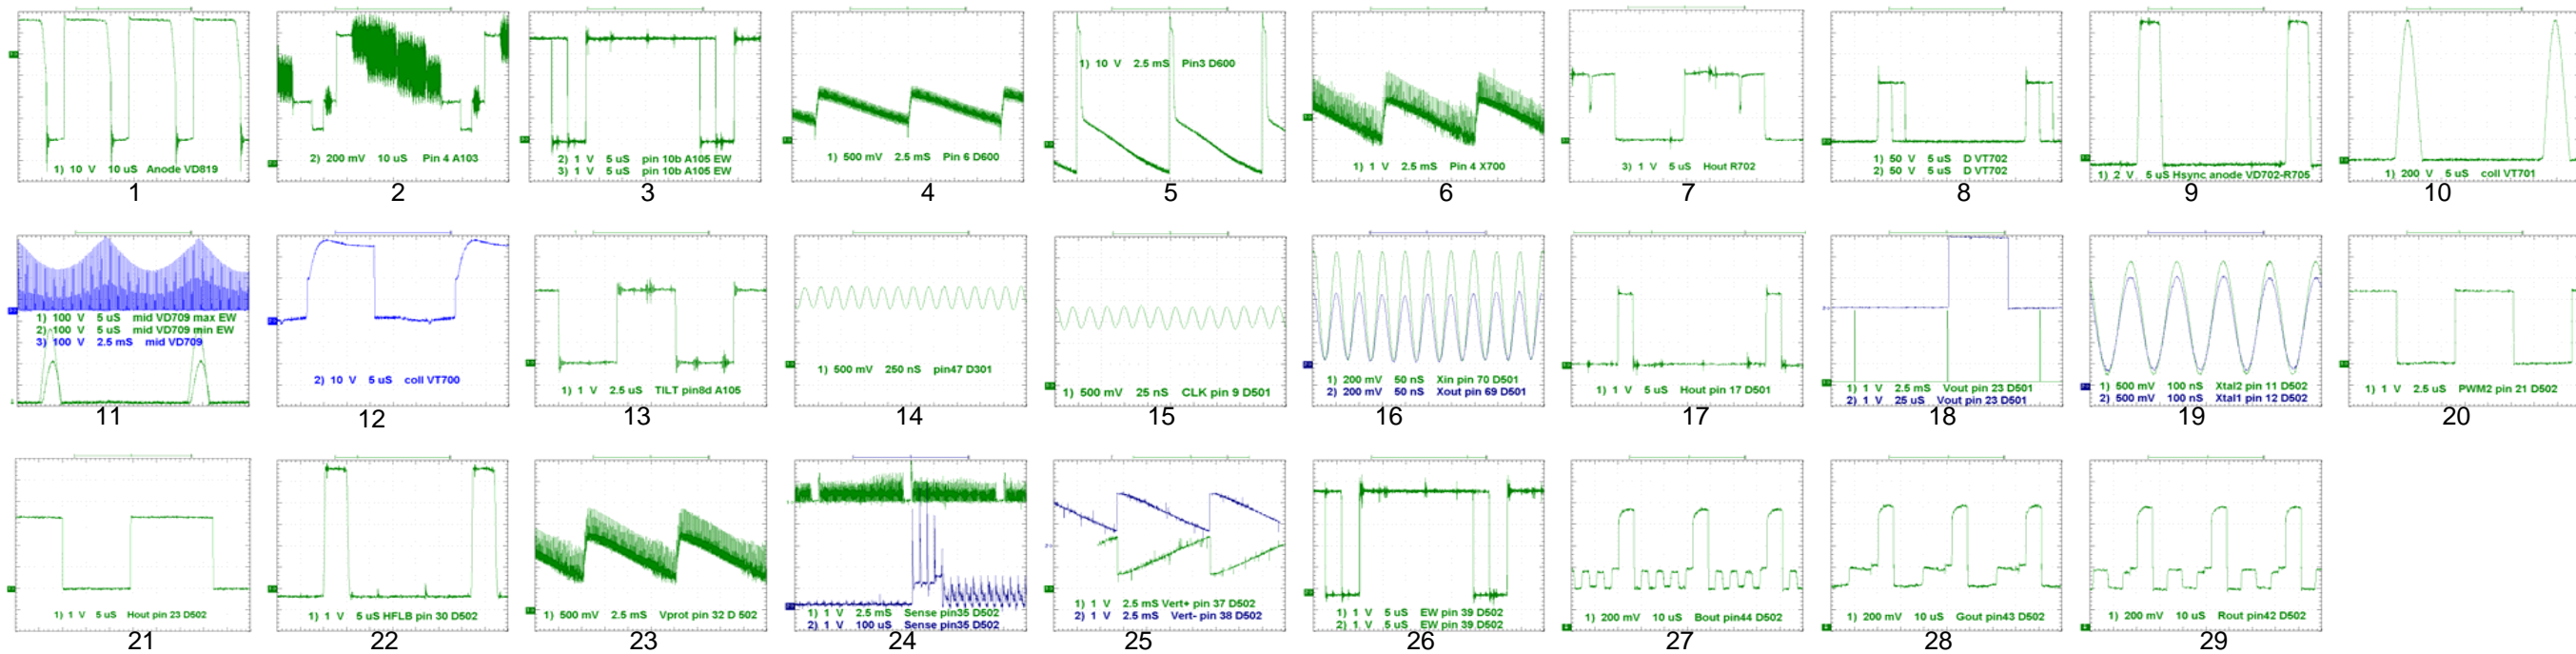 1) 10 V 10 uS Anode VD819
1
2) 200 mV 10 uS Pin 4 A103
2
2) 1 V 5 uS pin 10b A105 EW
3) 1 V 5 uS pin 10b A105 EW
3
1) 500 mV 2.5 mS Pin 6 D600
4
1) 10 V 2.5 mS Pin3 D600
5
1) 1 V 2.5 mS Pin 4 X700
6
3) 1 V 5 uS Hout R702
7
1) 50 V 5 uS D VT702
2) 50 V 5 uS D VT702
8
1) 2 V 5 uS Hsync anode VD702-R705
9
1) 200 V 5 uS coll VT701
10
1) 100 V 5 uS mid VD709 max EW
2) 100 V 5 uS mid VD709 min EW
3) 100 V 2.5 mS mid VD709
11
2) 10 V 5 uS coll VT700
12
1) 1 V 2.5 uS TILT pin8d A105
13
1) 500 mV 250 nS pin47 D301
14
1) 500 mV 25 nS CLK pin 9 D501
15
1) 200 mV 50 nS Xin pin 70 D501
2) 200 mV 50 nS Xout pin 69 D501
16
1) 1 V 5 uS Hout pin 17 D501
17
1) 1 V 2.5 mS Vout pin 23 D501
2) 1 V 25 uS Vout pin 23 D501
18
1) 500 mV 100 nS Xtal2 pin 11 D502
2) 500 mV 100 nS Xtal1 pin 12 D502
19
1) 1 V 2.5 uS PWM2 pin 21 D502
20
1) 1 V 5 uS Hout pin 23 D502
21
1) 1 V 5 uS HFLB pin 30 D502
22
1) 500 mV 2.5 mS Vprot pin 32 D 502
23
1) 1 V 2.5 mS Sense pin35 D502
2) 1 V 100 uS Sense pin35 D502
24
1) 1 V 2.5 mS Vert+ pin 37 D502
2) 1 V 2.5 mS Vert- pin 38 D502
25
1) 1 V 5 uS EW pin 39 D502
2) 1 V 5 uS EW pin 39 D502
26
1) 200 mV 10 uS Bout pin44 D502
27
1) 200 mV 10 uS Gout pin43 D502
28
1) 200 mV 10 uS Rout pin42 D502
29